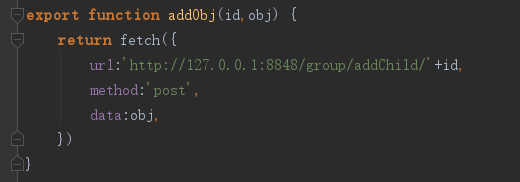 export function addObj(id,obj) {
    return fetch({
        url:'http://127.0.0.1:8848/group/addChild/'+id,
        method:'post',
        data:obj,
    })
}